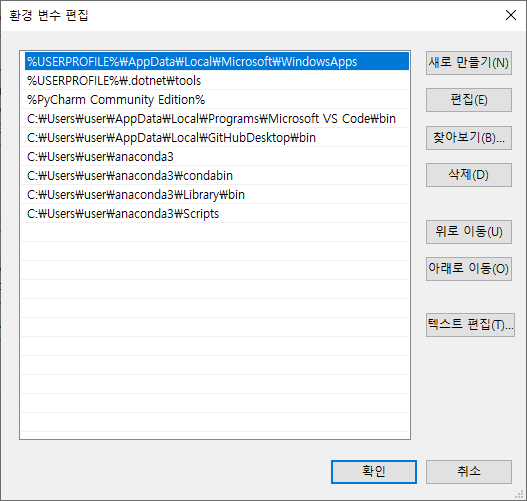 환경 변수 편집
%USERPROFILE%₩AppData₩Local₩Microsoft₩WindowsApps
%USERPROFILE%₩.dotnet₩tools
%PyCharm Community Edition%
C:₩Users₩user₩AppData₩Local₩Programs₩Microsoft VS Code₩bin
C:₩Users₩user₩AppData₩Local₩GitHubDesktop₩bin
C:₩Users₩user₩anaconda3
C:₩Users₩user₩anaconda3₩condabin
C:₩Users₩user₩anaconda3₩Library₩bin
C:₩Users₩user₩anaconda3₩Scripts
새로 만들기(N)
편집(E)
찾아보기(B)...
삭제(D)
위로 이동(U)
아래로 이동(O)
텍스트 편집(T)...
확인
취소